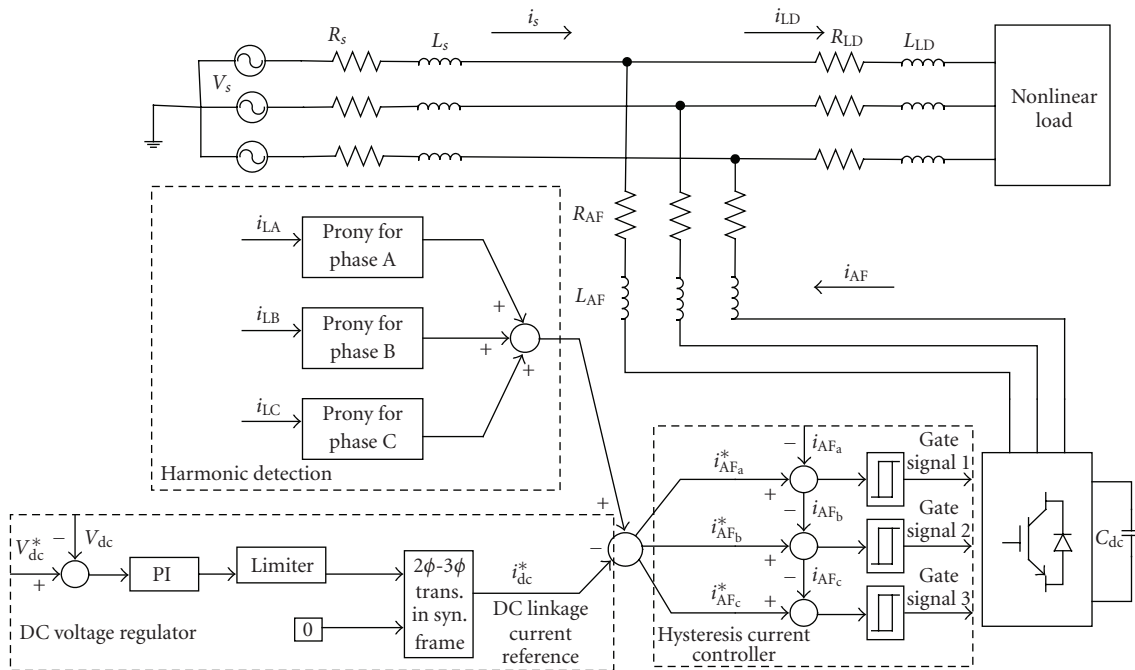 i_s
i_LD
R_s
L_s
R_LD
L_LD
V_s
Nonlinear
load
R_AF
i_LA
Prony for
phase A
+
i_AF
L_AF
i_LB
Prony for
phase B
+
+
i_LC
Prony for
phase C
Harmonic detection
− i_AFa
Gate
signal 1
i*_AFa
+
i_AFb
−
Gate
signal 2
i*_AFb
+
i_AFc
−
Gate
signal 3
i*_AFc
+
C_dc
+
−
V*_dc
−
V_dc
+
PI
Limiter
2ϕ-3ϕ
trans.
in syn.
frame
0
i*_dc
DC linkage
current
reference
DC voltage regulator
Hysteresis current
controller